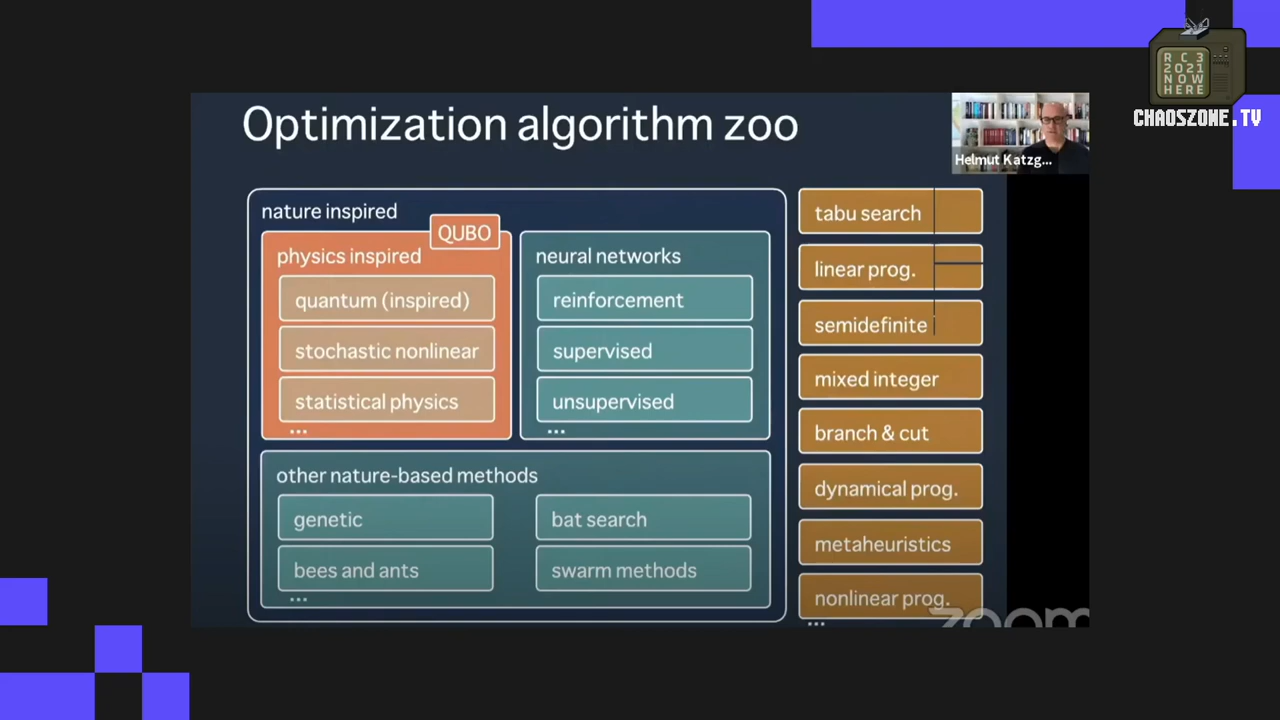 RC3
2021
NOW
HERE
CHAOSZONE.TV
Optimization algorithm zoo
Helmut Katzg...
nature inspired
QUBO
physics inspired
quantum (inspired)
stochastic nonlinear
statistical physics
...
neural networks
reinforcement
supervised
unsupervised
...
other nature-based methods
genetic
bat search
bees and ants
swarm methods
...
tabu search
linear prog.
semidefinite
mixed integer
branch & cut
dynamical prog.
metaheuristics
nonlinear prog.
...
zoom